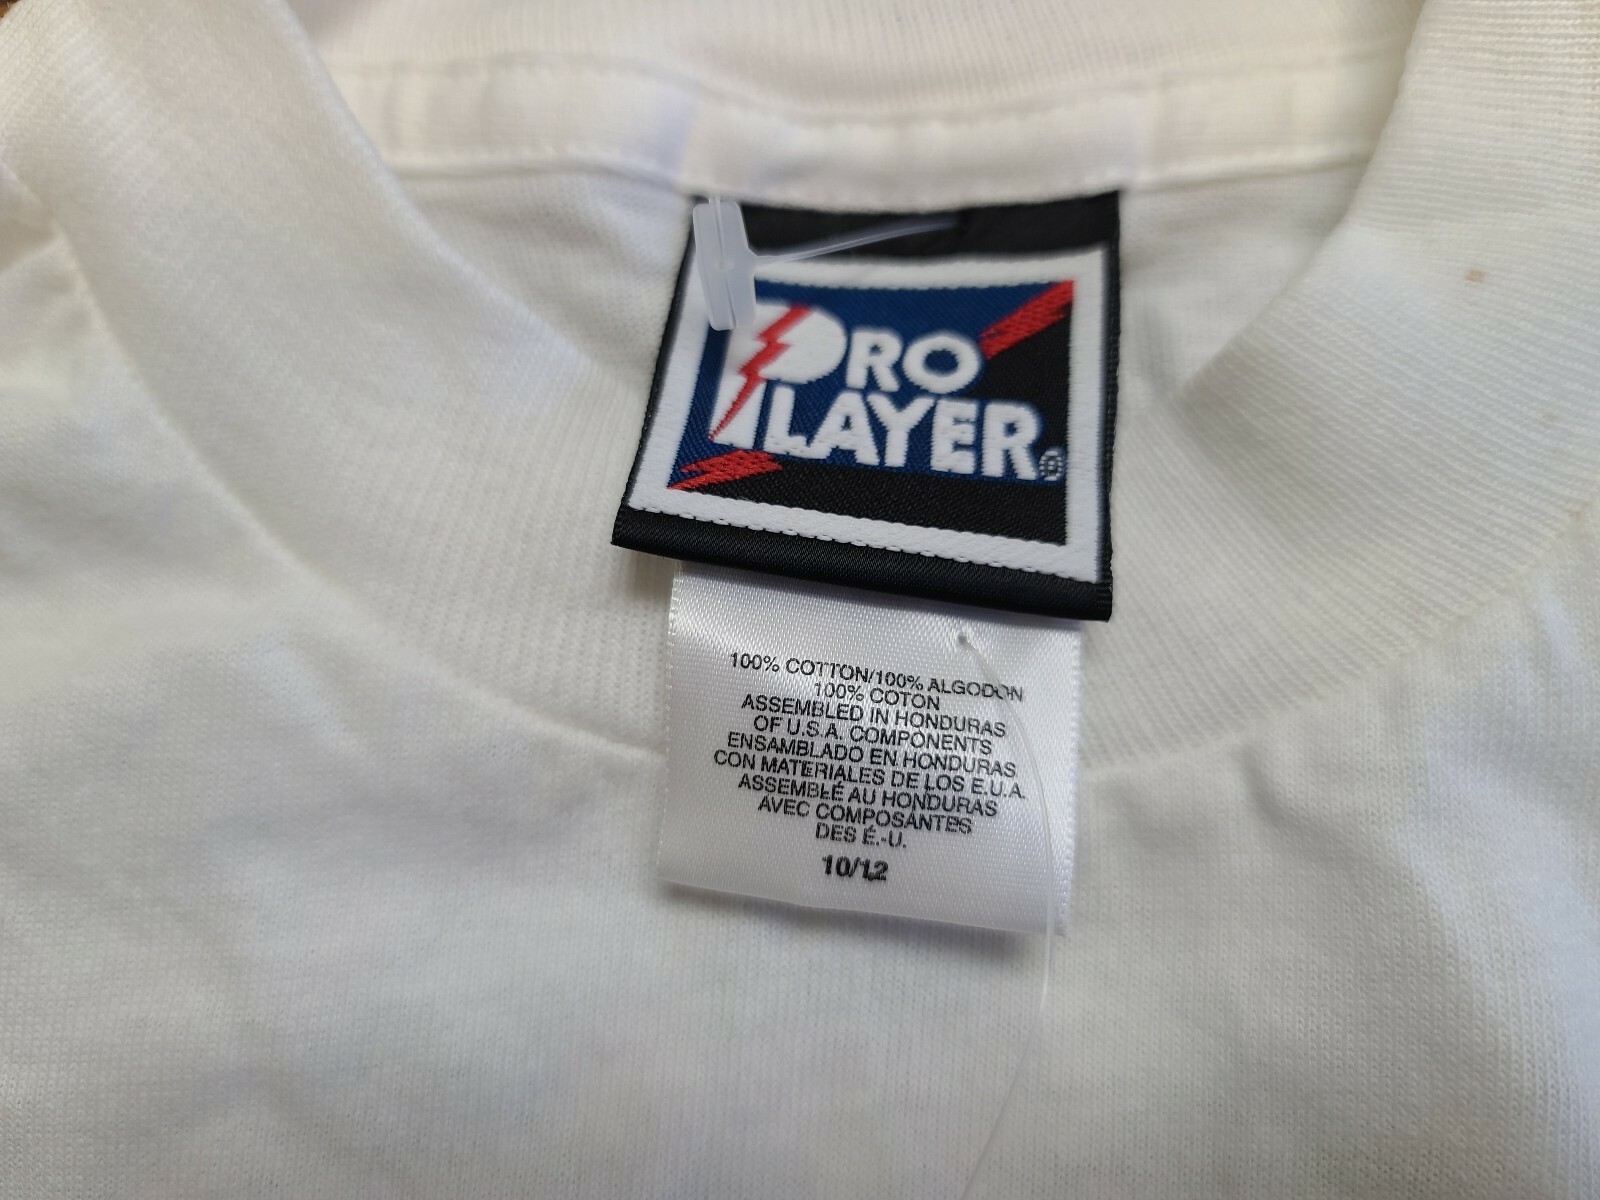 PRO
PLAYER®
100% COTTON/100% ALGODON
100% COTON
ASSEMBLED IN HONDURAS
OF U.S.A. COMPONENTS
ENSAMBLADO EN HONDURAS
CON MATERIALES DE LOS E.U.A.
ASSEMBLÉ AU HONDURAS
AVEC COMPOSANTES
DES É.-U.
10/12